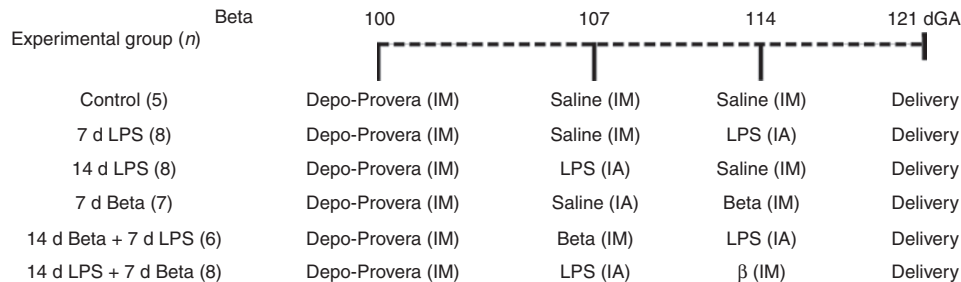 Beta 100 107 114 121 dGA
Experimental group (n)
Control (5) Depo-Provera (IM) Saline (IM) Saline (IM) Delivery
7 d LPS (8) Depo-Provera (IM) Saline (IM) LPS (IA) Delivery
14 d LPS (8) Depo-Provera (IM) LPS (IA) Saline (IM) Delivery
7 d Beta (7) Depo-Provera (IM) Saline (IA) Beta (IM) Delivery
14 d Beta + 7 d LPS (6) Depo-Provera (IM) Beta (IM) LPS (IA) Delivery
14 d LPS + 7 d Beta (8) Depo-Provera (IM) LPS (IA) β (IM) Delivery